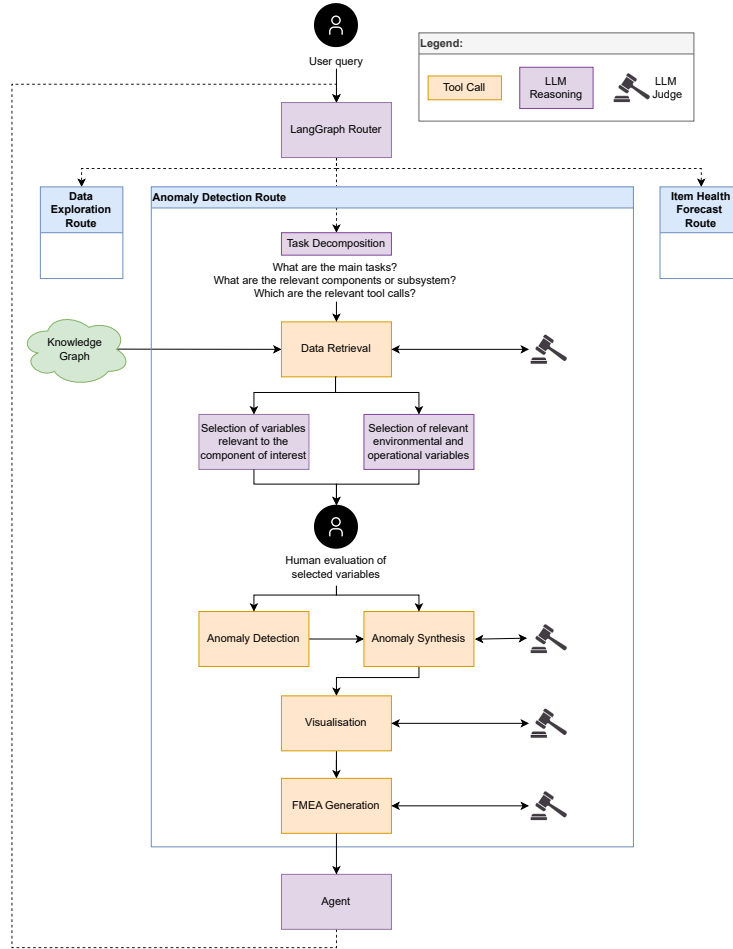 User query
Legend:
Tool Call
LLM
Reasoning
LLM
Judge
LangGraph Router
Data
Exploration
Route
Anomaly Detection Route
Item Health
Forecast
Route
Task Decomposition
What are the main tasks?
What are the relevant components or subsystem?
Which are the relevant tool calls?
Knowledge
Graph
Data Retrieval
Selection of variables
relevant to the
component of interest
Selection of relevant
environmental and
operational variables
Human evaluation of
selected variables
Anomaly Detection
Anomaly Synthesis
Visualisation
FMEA Generation
Agent